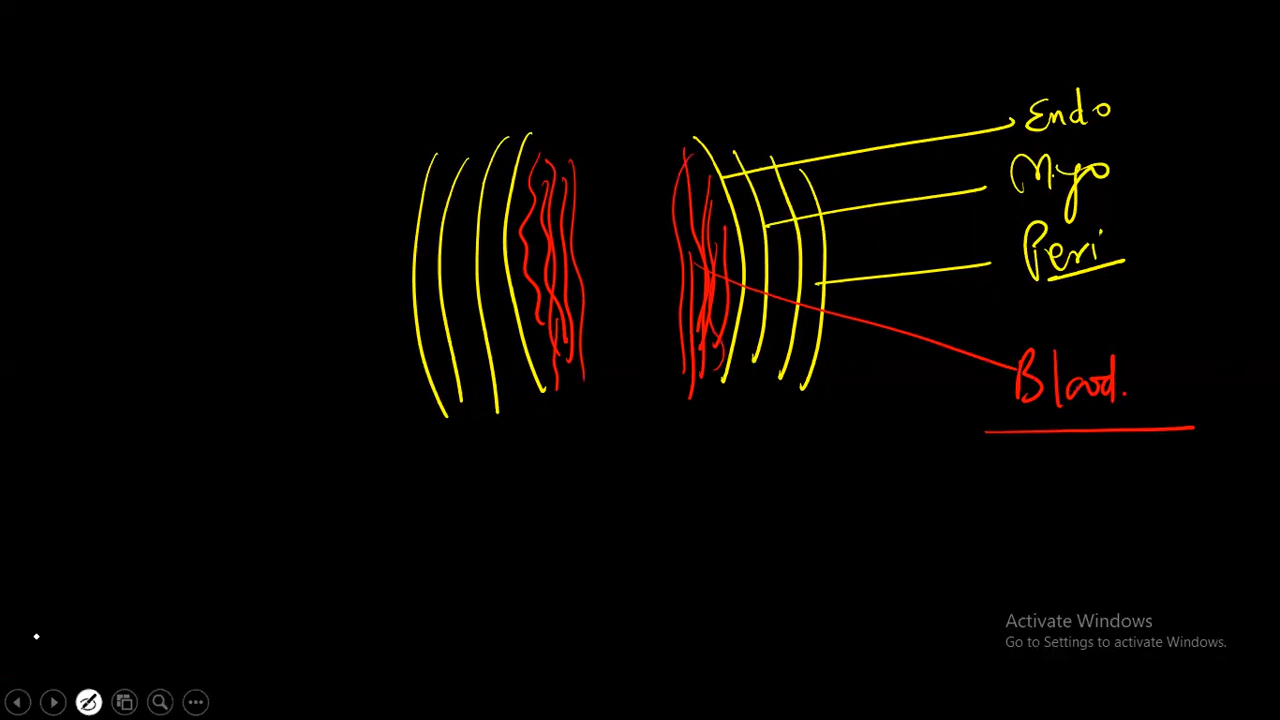 Endo
Myo
Peri
Blood.
Activate Windows
Go to Settings to activate Windows.